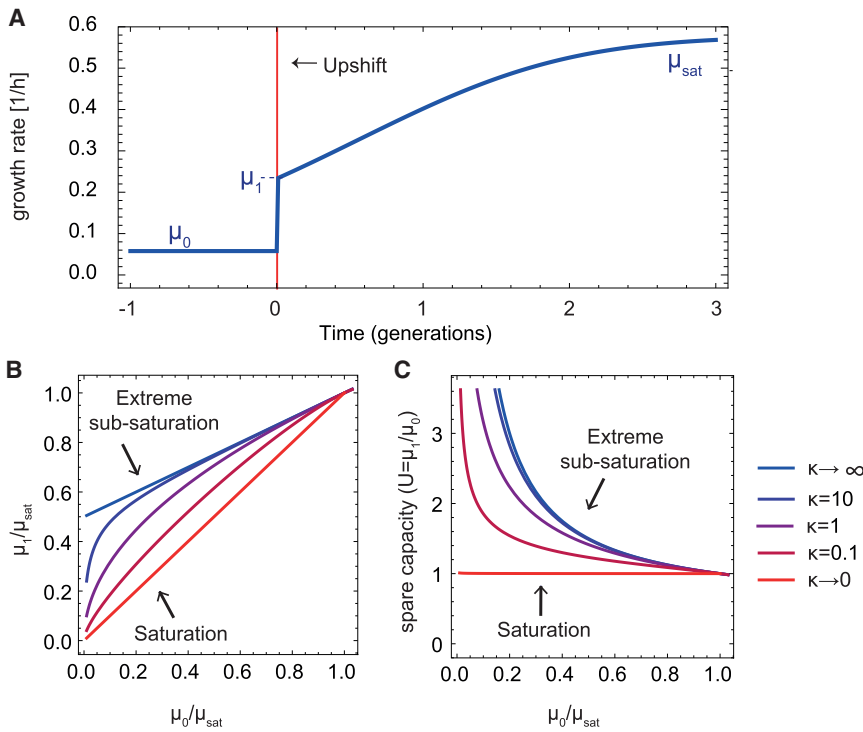 A
growth rate [1/h]
0.6
0.5
0.4
0.3
0.2
0.1
0.0
← Upshift
μsat
μ1
μ0
-1 0 1 2 3
Time (generations)
B
μ1/μsat
1.0
0.8
0.6
0.4
0.2
0.0
Extreme
sub-saturation
Saturation
0.0 0.2 0.4 0.6 0.8 1.0
μ0/μsat
C
spare capacity (U=μ1/μ0)
3
2
1
0
Extreme
sub-saturation
Saturation
0.0 0.2 0.4 0.6 0.8 1.0
μ0/μsat
κ→ ∞
κ=10
κ=1
κ=0.1
κ→0